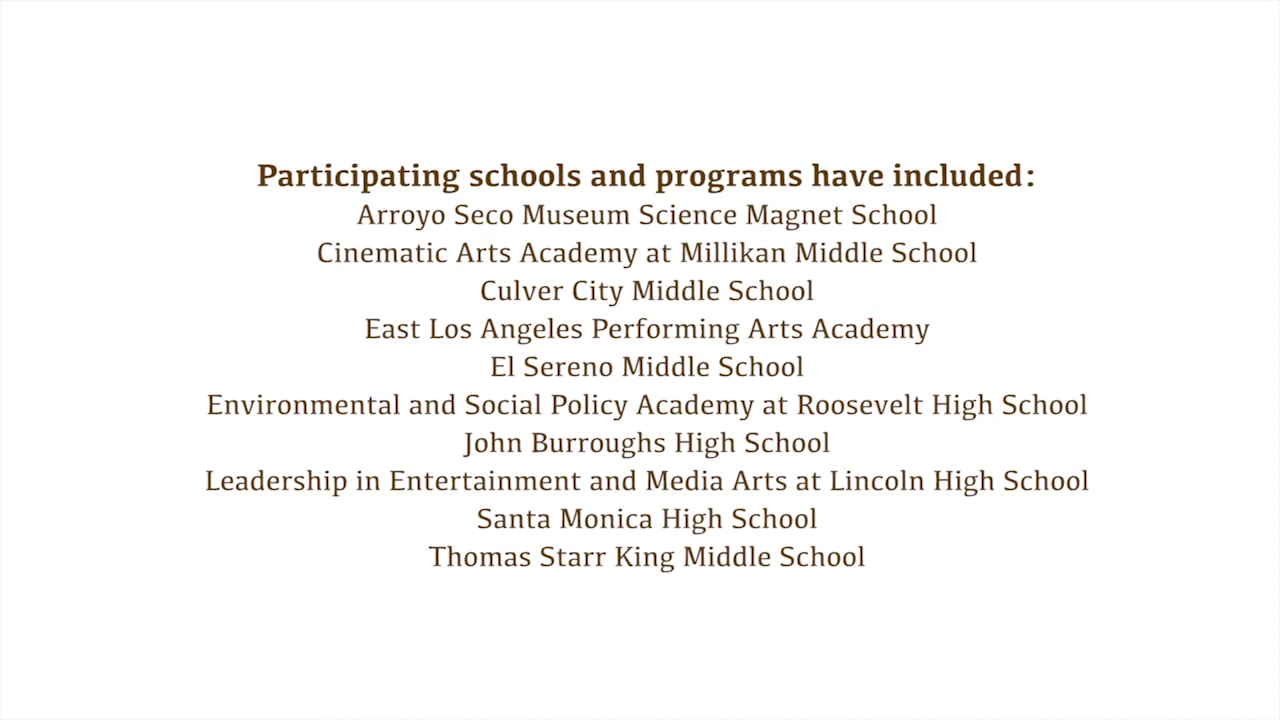 Participating schools and programs have included:
Arroyo Seco Museum Science Magnet School
Cinematic Arts Academy at Millikan Middle School
Culver City Middle School
East Los Angeles Performing Arts Academy
El Sereno Middle School
Environmental and Social Policy Academy at Roosevelt High School
John Burroughs High School
Leadership in Entertainment and Media Arts at Lincoln High School
Santa Monica High School
Thomas Starr King Middle School